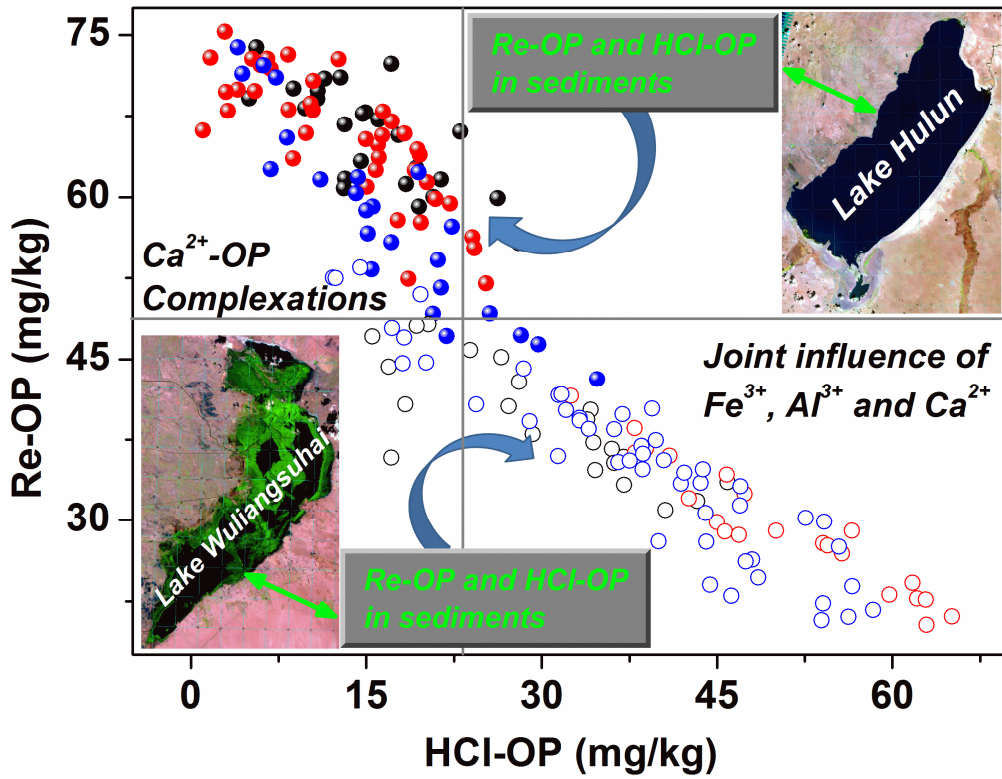 75
60
45
30
Re-OP (mg/kg)
Re-OP and HCl-OP
in sediments
Lake Hulun
Ca²⁺-OP
Complexations
Joint influence of
Fe³⁺, Al³⁺ and Ca²⁺
Lake Wuliangsuhai
Re-OP and HCl-OP
in sediments
0 15 30 45 60
HCl-OP (mg/kg)